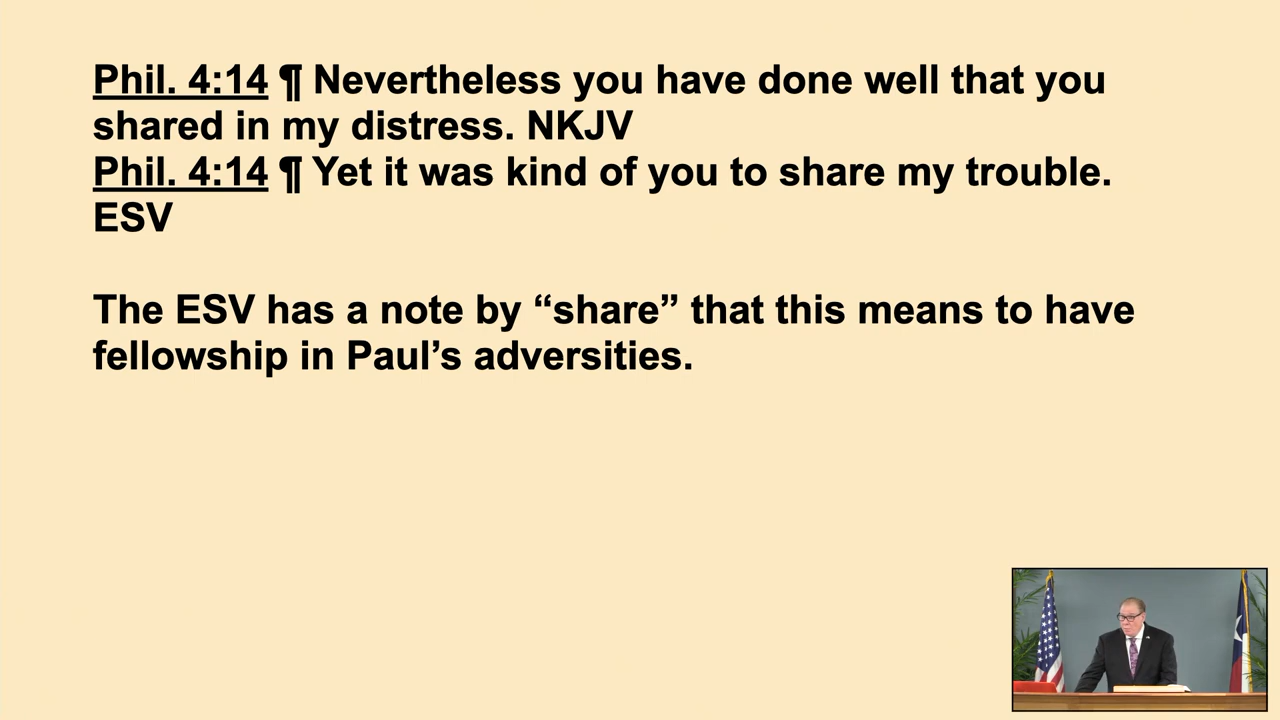 Phil. 4:14 ¶ Nevertheless you have done well that you
shared in my distress. NKJV
Phil. 4:14 ¶ Yet it was kind of you to share my trouble.
ESV
The ESV has a note by “share” that this means to have
fellowship in Paul’s adversities.